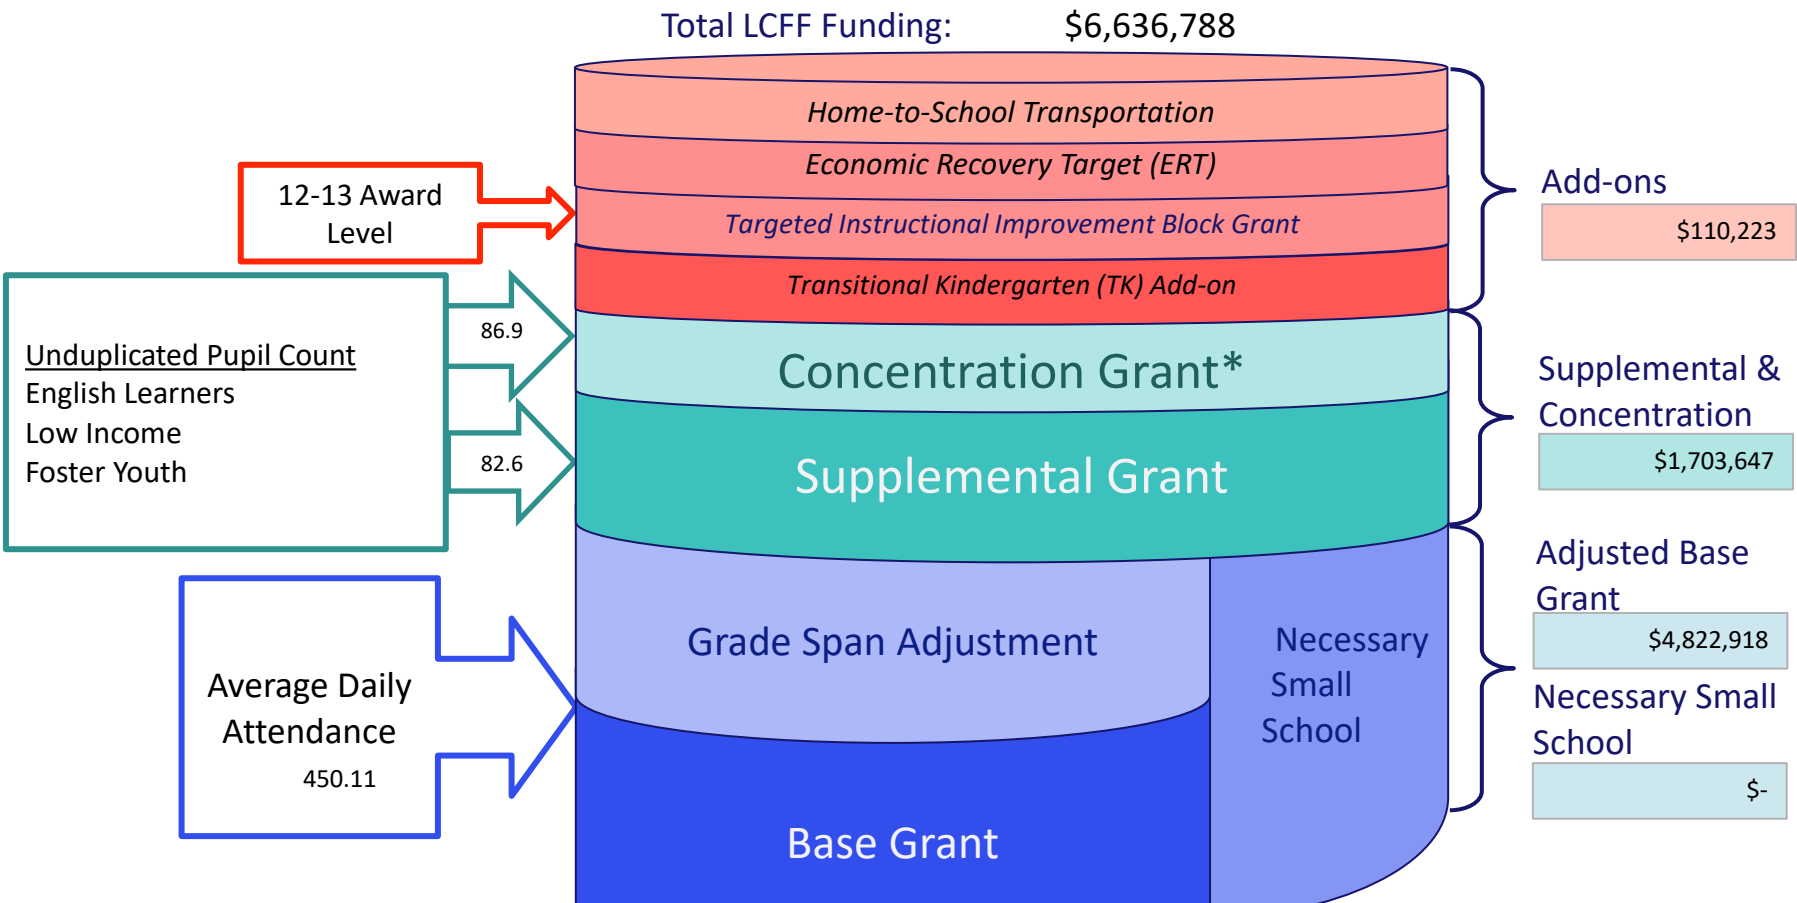 Total LCFF Funding: $6,636,788
Home-to-School Transportation
Economic Recovery Target (ERT)
Targeted Instructional Improvement Block Grant
Transitional Kindergarten (TK) Add-on
Concentration Grant*
Supplemental Grant
Grade Span Adjustment
Necessary
Small
School
Base Grant
12-13 Award
Level
Unduplicated Pupil Count
English Learners
Low Income
Foster Youth
86.9
82.6
Average Daily
Attendance
450.11
Add-ons
$110,223
Supplemental &
Concentration
$1,703,647
Adjusted Base
Grant
$4,822,918
Necessary Small
School
$-